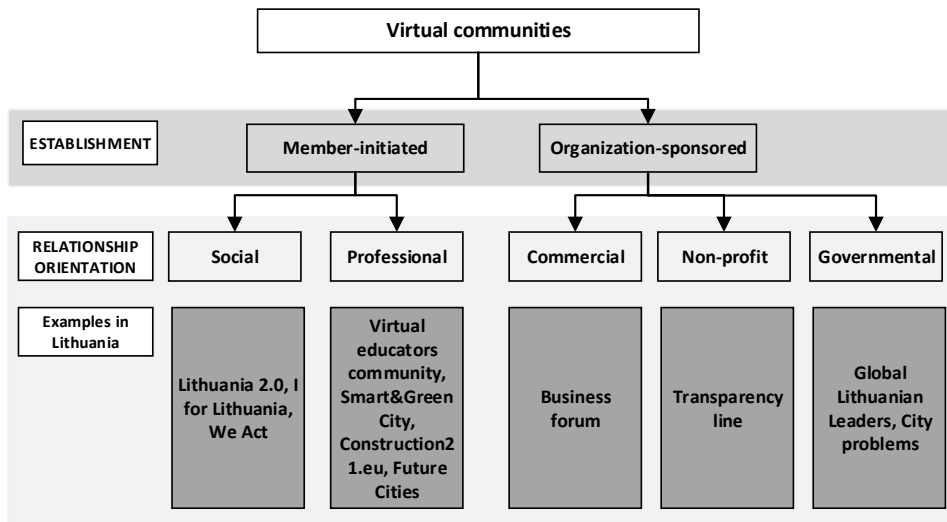 Virtual communities
ESTABLISHMENT
Member-initiated
Organization-sponsored
RELATIONSHIP
ORIENTATION
Social
Professional
Commercial
Non-profit
Governmental
Examples in
Lithuania
Lithuania 2.0, I
for Lithuania,
We Act
Virtual
educators
community,
Smart&Green
City,
Construction2
1.eu, Future
Cities
Business
forum
Transparency
line
Global
Lithuanian
Leaders, City
problems